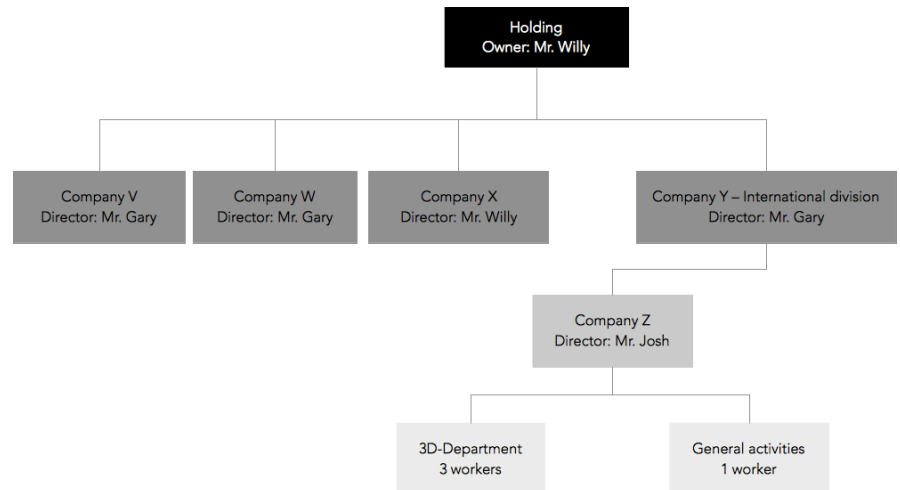 Holding
Owner: Mr. Willy
Company V
Director: Mr. Gary
Company W
Director: Mr. Gary
Company X
Director: Mr. Willy
Company Y – International division
Director: Mr. Gary
Company Z
Director: Mr. Josh
3D-Department
3 workers
General activities
1 worker